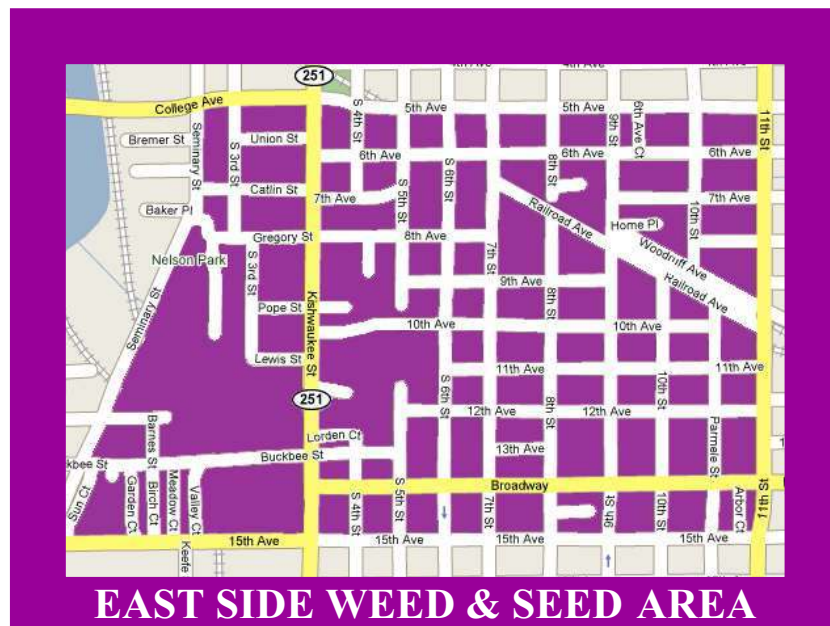 4th Ave
251
College Ave
5th Ave
5th Ave
11th St
S 4th St
9th St
6th Ave Ct
Bremer St
Seminary St
S 3rd St
Union St
6th Ave
6th Ave
6th Ave
S 6th St
8th St
Catlin St
7th Ave
S 5th St
7th Ave
Baker Pl
Railroad Ave
10th St
Home Pl
Gregory St
8th Ave
Woodruff Ave
Nelson Park
S 3rd St
7th St
Railroad Ave
9th Ave
Kishwaukee St
8th St
Pope St
Seminary St
10th Ave
10th Ave
Lewis St
11th Ave
11th Ave
S 6th St
10th St
251
8th St
12th Ave
12th Ave
Barnes St
Lorden Ct
Parmele St
13th Ave
kbee St
Buckbee St
Broadway
Sun Ct
Garden Ct
Birch Ct
Meadow Ct
Valley Ct
S 4th St
S 5th St
7th St
9th St
10th St
Arbor Ct
11th St
15th Ave
15th Ave
15th Ave
15th Ave
Keefe
EAST SIDE WEED & SEED AREA